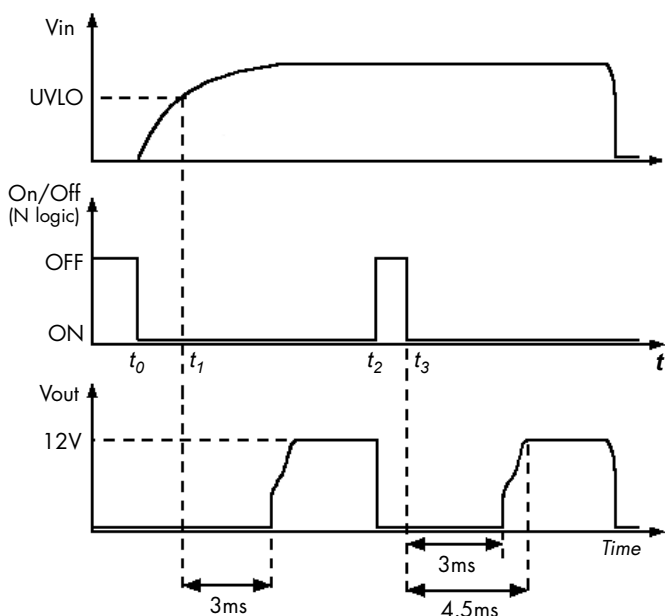 Vin
UVLO
On/Off
(N logic)
OFF
ON
t0 t1 t2 t3 t
Vout
12V
Time
3ms
3ms
4.5ms